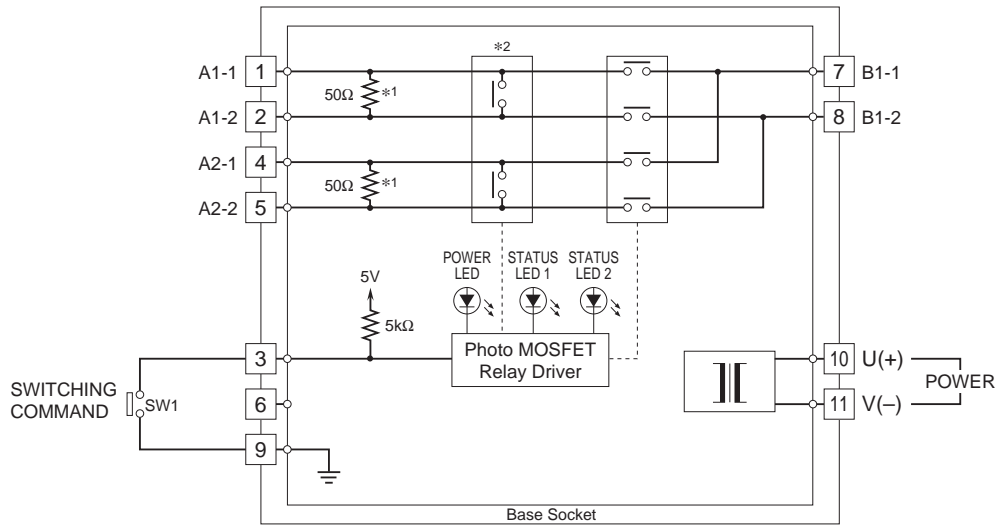 ∗2
A1-1 1 7 B1-1
50Ω ∗1
A1-2 2 8 B1-2
A2-1 4
50Ω ∗1
A2-2 5
POWER LED
STATUS LED 1
STATUS LED 2
5V
5kΩ
Photo MOSFET
Relay Driver
3 10 U(+)
SWITCHING
COMMAND
SW1
6 11 V(–)
POWER
9
Base Socket